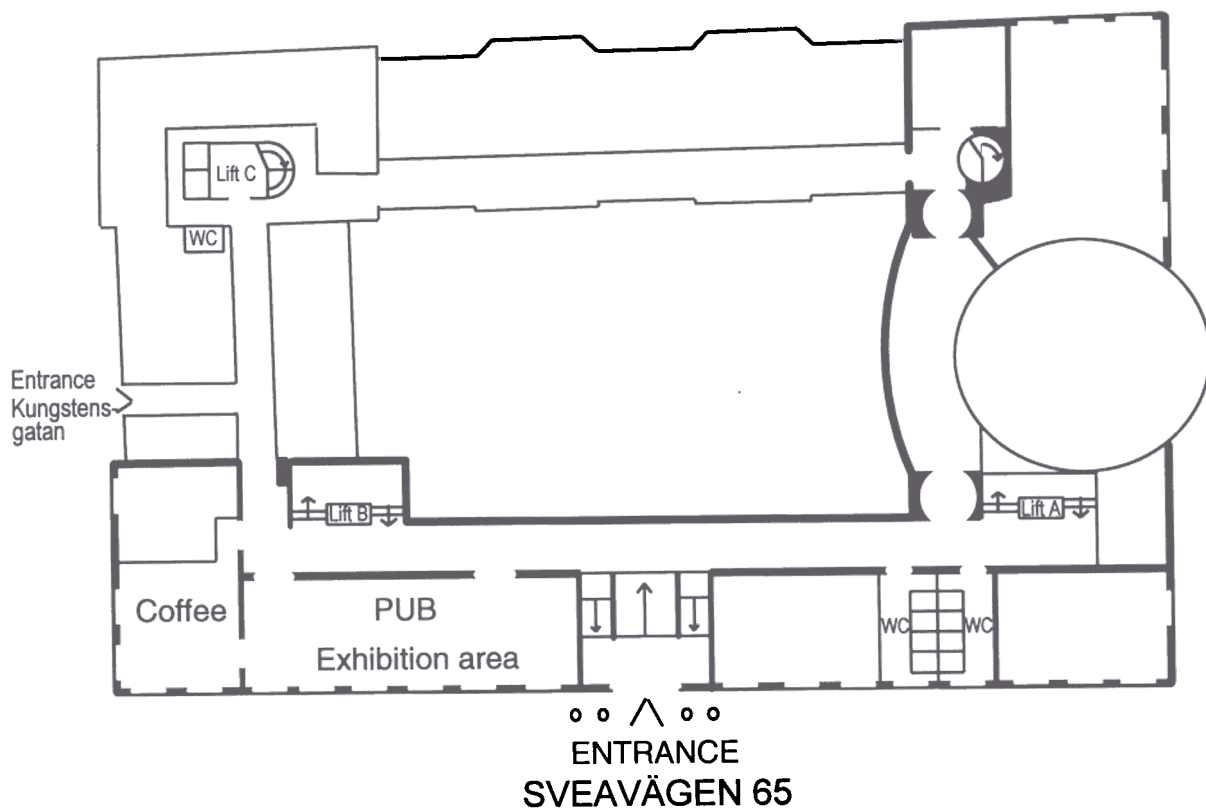 Lift C
WC
Entrance
Kungstens-
gatan
Lift B
Lift A
Coffee
PUB
Exhibition area
WC
WC
ENTRANCE
SVEAVÄGEN 65